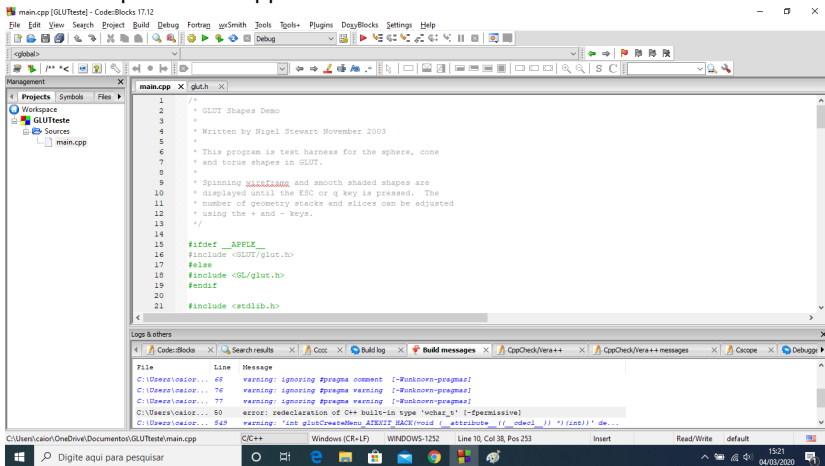 main.cpp [GLUTteste] - Code::Blocks 17.12
File Edit View Search Project Build Debug Fortran wxSmith Tools Tools+ Plugins DoxyBlocks Settings Help
Debug
<global>
/** *< S C
Management
main.cpp X glut.h X
Projects Symbols Files
Workspace
GLUTteste
Sources
main.cpp
1 /*
2 * GLUT Shapes Demo
3 *
4 * Written by Nigel Stewart November 2003
5 *
6 * This program is test harness for the sphere, cone
7 * and torus shapes in GLUT.
8 *
9 * Spinning wireframe and smooth shaded shapes are
10 * displayed until the ESC or q key is pressed. The
11 * number of geometry stacks and slices can be adjusted
12 * using the + and - keys.
13 */
14
15 #ifdef __APPLE__
16 #include <GLUT/glut.h>
17 #else
18 #include <GL/glut.h>
19 #endif
20
21 #include <stdlib.h>
Logs & others
Code::Blocks X Search results X Cccc X Build log X Build messages X CppCheck/Vera++ X CppCheck/Vera++ messages X Cscope X Debugge
File Line Message
C:\Users\caior... 68 warning: ignoring #pragma comment [-Wunknown-pragmas]
C:\Users\caior... 76 warning: ignoring #pragma warning [-Wunknown-pragmas]
C:\Users\caior... 77 warning: ignoring #pragma warning [-Wunknown-pragmas]
C:\Users\caior... 50 error: redeclaration of C++ built-in type 'wchar_t' [-fpermissive]
C:\Users\caior... 549 warning: 'int glutCreateMenu_ATEXIT_HACK(void (__attribute__((__cdecl__)) *)(int))' de...
C:\Users\caior\OneDrive\Documentos\GLUTteste\main.cpp C/C++ Windows (CR+LF) WINDOWS-1252 Line 10, Col 38, Pos 253 Insert Read/Write default
Digite aqui para pesquisar
15:21
04/03/2020